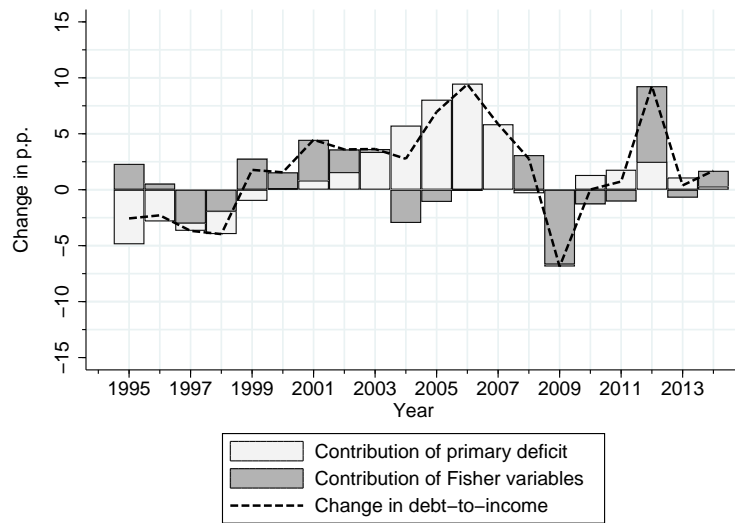 Change in p.p.
15
10
5
0
−5
−10
−15
1995 1997 1999 2001 2003 2005 2007 2009 2011 2013
Year
Contribution of primary deficit
Contribution of Fisher variables
Change in debt−to−income